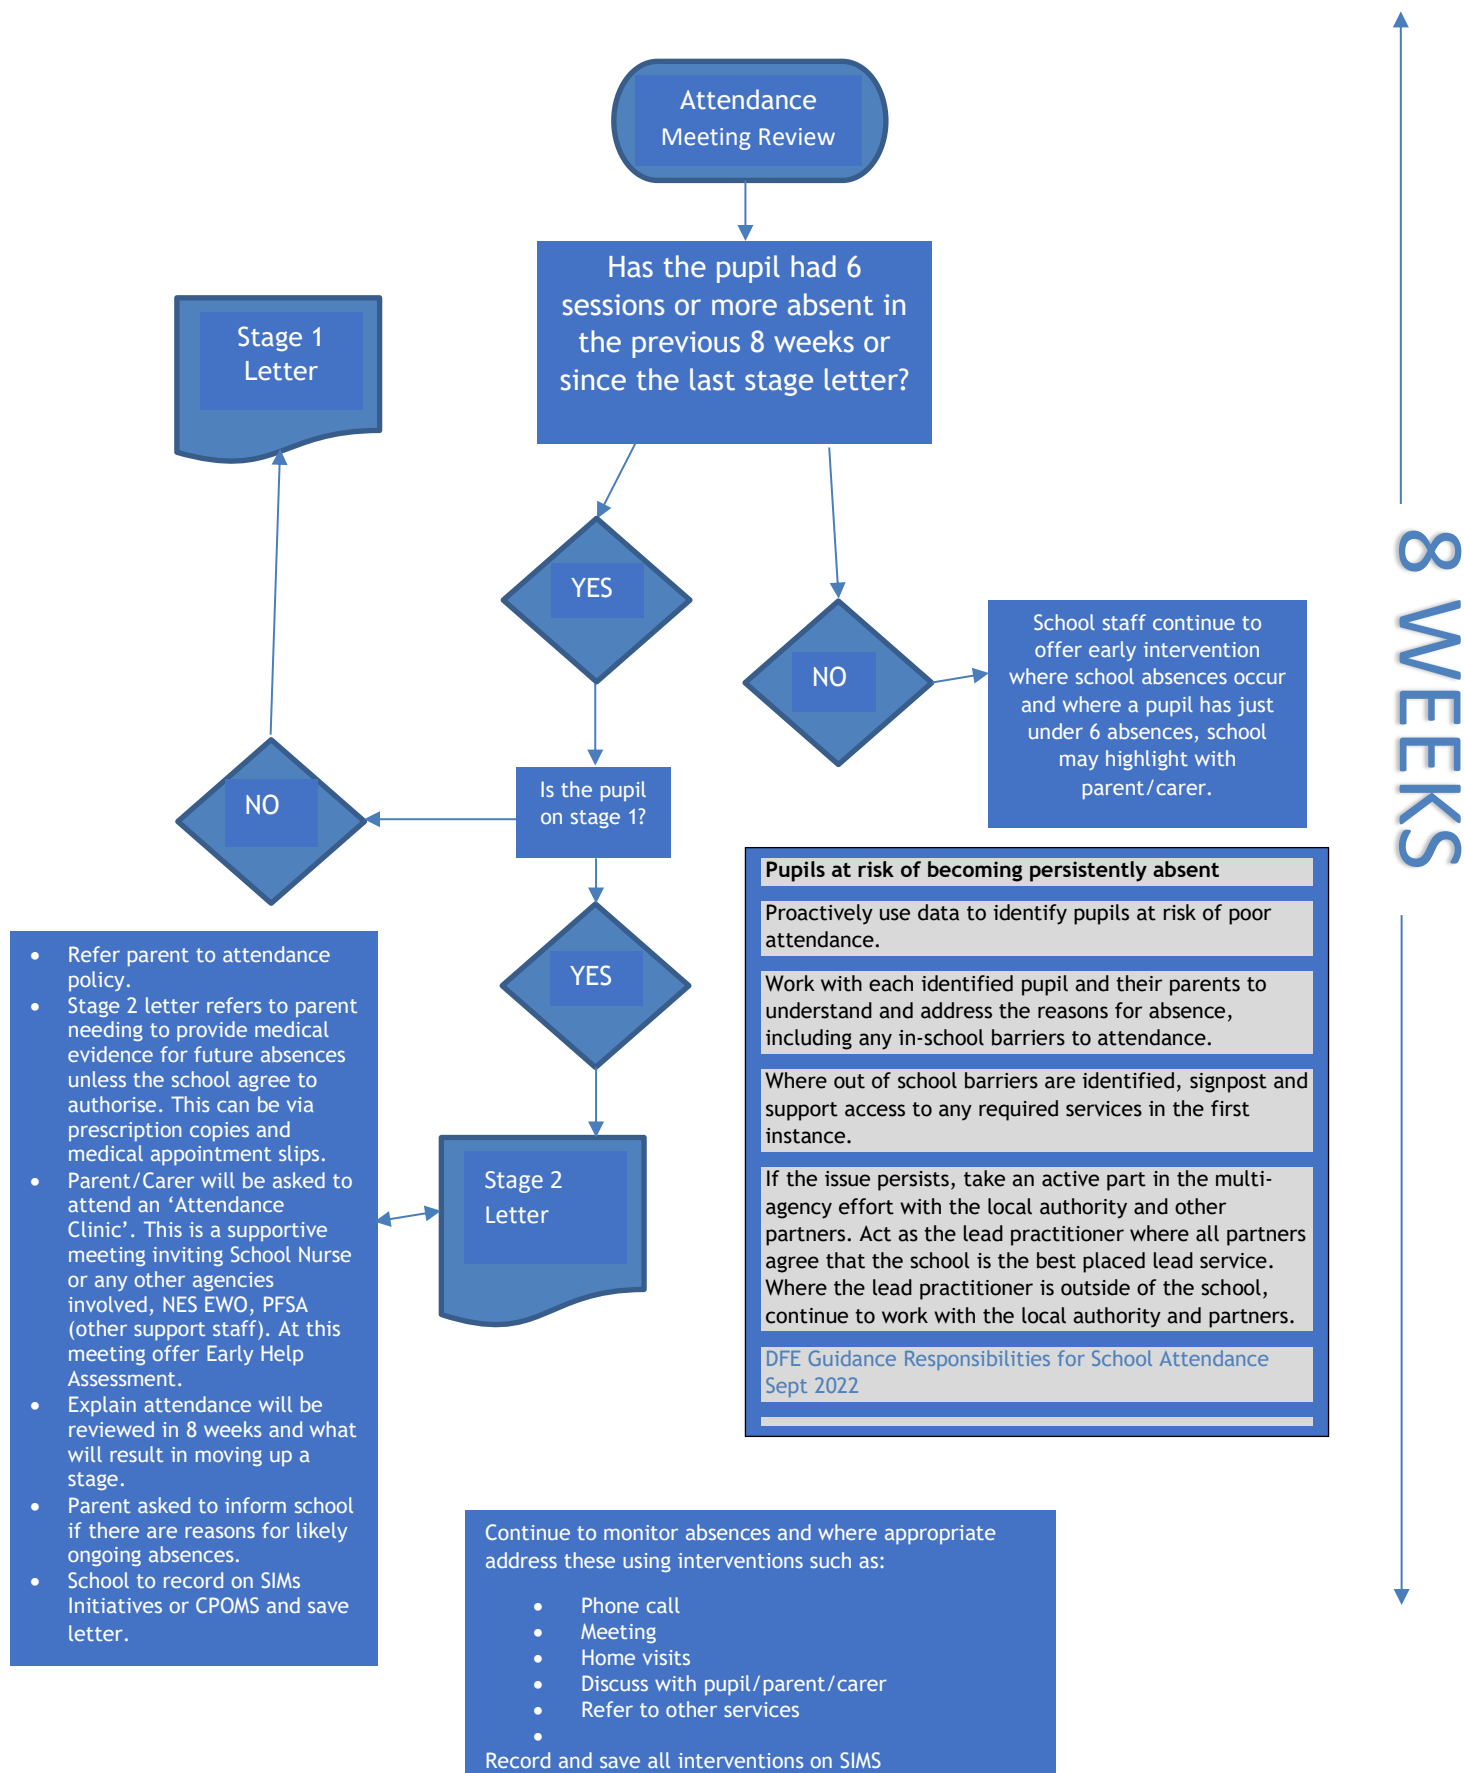 Attendance
Meeting Review
Has the pupil had 6
sessions or more absent in
the previous 8 weeks or
since the last stage letter?
Stage 1
Letter
YES
NO
School staff continue to
offer early intervention
where school absences occur
and where a pupil has just
under 6 absences, school
may highlight with
parent/carer.
8 WEEKS
Is the pupil
on stage 1?
NO
YES
Stage 2
Letter
• Refer parent to attendance
policy.
• Stage 2 letter refers to parent
needing to provide medical
evidence for future absences
unless the school agree to
authorise. This can be via
prescription copies and
medical appointment slips.
• Parent/Carer will be asked to
attend an ‘Attendance
Clinic’. This is a supportive
meeting inviting School Nurse
or any other agencies
involved, NES EWO, PFSA
(other support staff). At this
meeting offer Early Help
Assessment.
• Explain attendance will be
reviewed in 8 weeks and what
will result in moving up a
stage.
• Parent asked to inform school
if there are reasons for likely
ongoing absences.
• School to record on SIMs
Initiatives or CPOMS and save
letter.
Pupils at risk of becoming persistently absent
Proactively use data to identify pupils at risk of poor
attendance.
Work with each identified pupil and their parents to
understand and address the reasons for absence,
including any in-school barriers to attendance.
Where out of school barriers are identified, signpost and
support access to any required services in the first
instance.
If the issue persists, take an active part in the multi-
agency effort with the local authority and other
partners. Act as the lead practitioner where all partners
agree that the school is the best placed lead service.
Where the lead practitioner is outside of the school,
continue to work with the local authority and partners.
DFE Guidance Responsibilities for School Attendance
Sept 2022
Continue to monitor absences and where appropriate
address these using interventions such as:
• Phone call
• Meeting
• Home visits
• Discuss with pupil/parent/carer
• Refer to other services
•
Record and save all interventions on SIMS